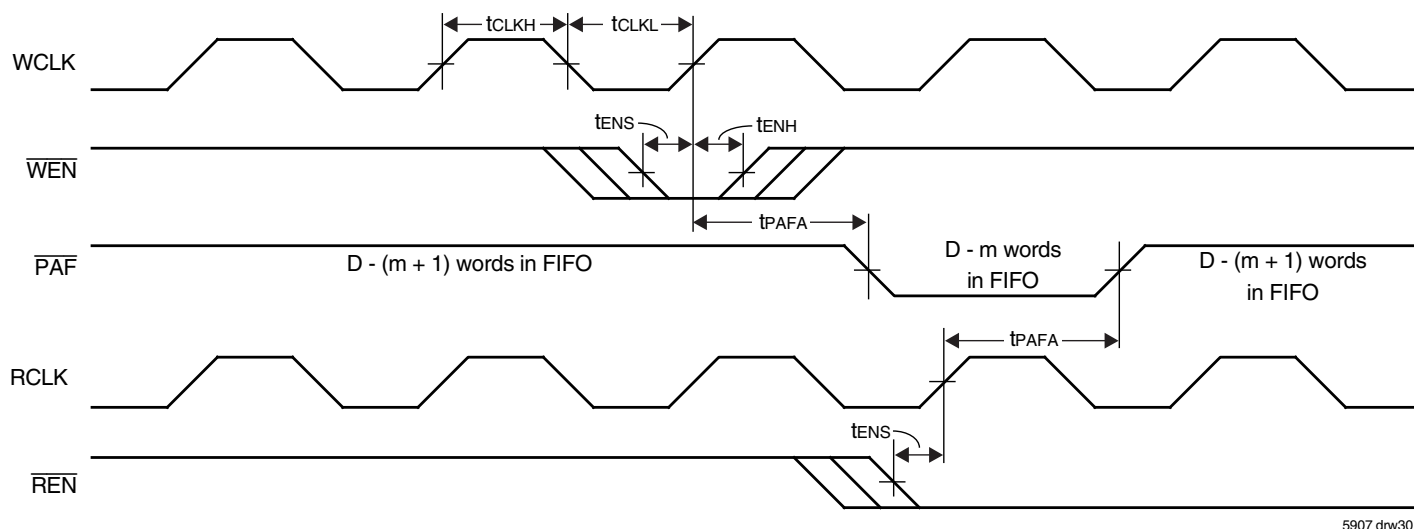 tCLKH
tCLKL
WCLK
tENS
tENH
WEN
tPAFA
PAF
D - (m + 1) words in FIFO
D - m words
in FIFO
D - (m + 1) words
in FIFO
tPAFA
RCLK
tENS
REN
5907 drw30